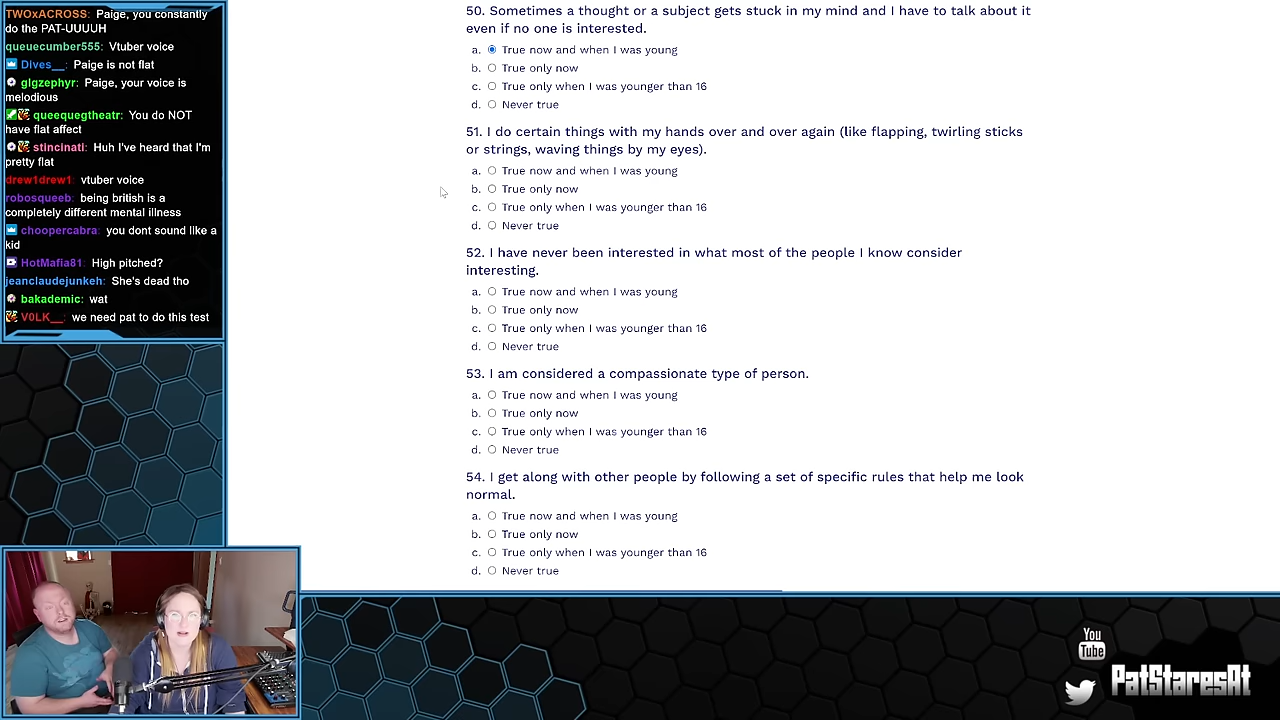 TWOxACROSS: Paige, you constantly
do the PAT-UUUUH
queuecumber555: Vtuber voice
Dives__: Paige is not flat
glgzephyr: Paige, your voice is
melodious
queequegtheatr: You do NOT
have flat affect
stincinati: Huh I've heard that I'm
pretty flat
drew1drew1: vtuber voice
robosqueeb: being british is a
completely different mental illness
choopercabra: you dont sound like a
kid
HotMafia81: High pitched?
jeanclaudejunkeh: She's dead tho
bakademic: wat
V0LK__: we need pat to do this test
50. Sometimes a thought or a subject gets stuck in my mind and I have to talk about it
even if no one is interested.
a. True now and when I was young
b. True only now
c. True only when I was younger than 16
d. Never true
51. I do certain things with my hands over and over again (like flapping, twirling sticks
or strings, waving things by my eyes).
a. True now and when I was young
b. True only now
c. True only when I was younger than 16
d. Never true
52. I have never been interested in what most of the people I know consider
interesting.
a. True now and when I was young
b. True only now
c. True only when I was younger than 16
d. Never true
53. I am considered a compassionate type of person.
a. True now and when I was young
b. True only now
c. True only when I was younger than 16
d. Never true
54. I get along with other people by following a set of specific rules that help me look
normal.
a. True now and when I was young
b. True only now
c. True only when I was younger than 16
d. Never true
You
Tube
PatStaresAt